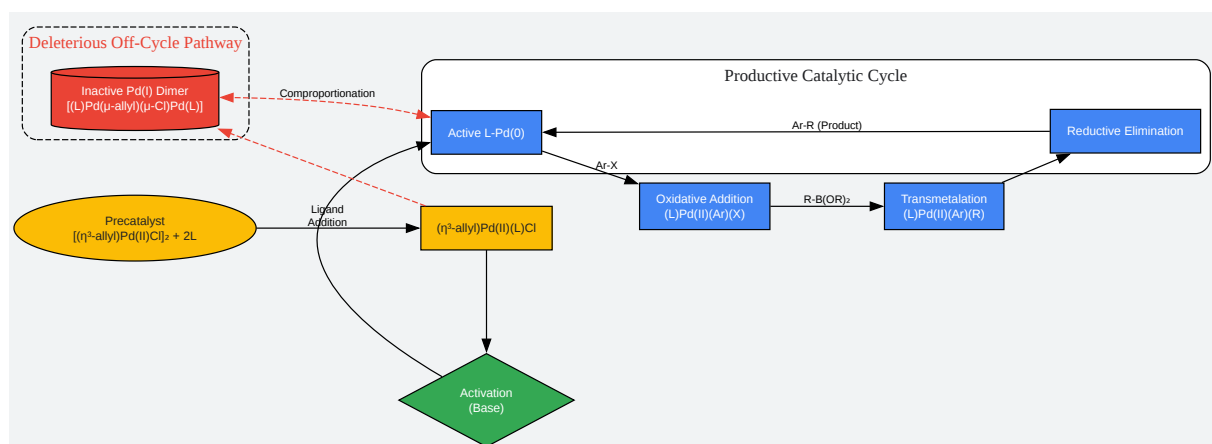 Deleterious Off-Cycle Pathway
Inactive Pd(I) Dimer
[(L)Pd(μ-allyl)(μ-Cl)Pd(L)]
Comproportionation
Productive Catalytic Cycle
Active L-Pd(0)
Ar-R (Product)
Reductive Elimination
Ar-X
Oxidative Addition
(L)Pd(II)(Ar)(X)
R-B(OR)₂
Transmetalation
(L)Pd(II)(Ar)(R)
Precatalyst
[(η³-allyl)Pd(II)Cl]₂ + 2L
Ligand
Addition
(η³-allyl)Pd(II)(L)Cl
Activation
(Base)